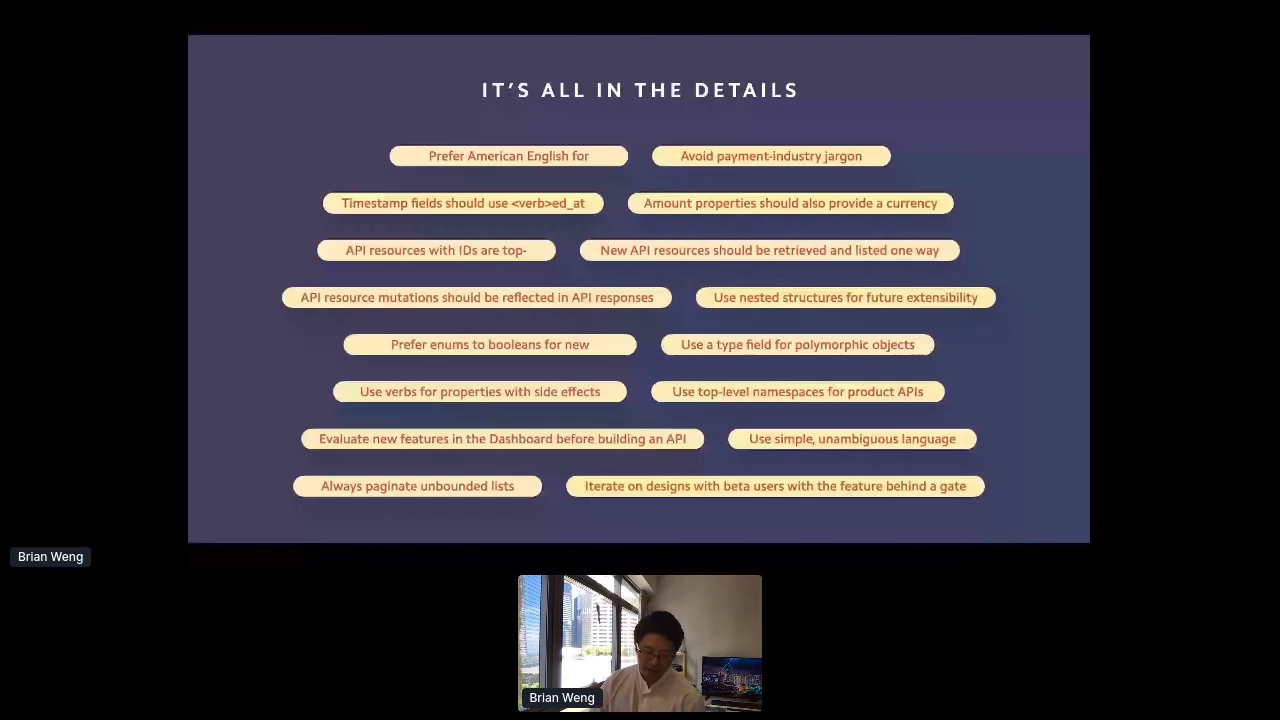 IT'S ALL IN THE DETAILS
Prefer American English for
Avoid payment-industry jargon
Timestamp fields should use <verb>ed_at
Amount properties should also provide a currency
API resources with IDs are top-
New API resources should be retrieved and listed one way
API resource mutations should be reflected in API responses
Use nested structures for future extensibility
Prefer enums to booleans for new
Use a type field for polymorphic objects
Use verbs for properties with side effects
Use top-level namespaces for product APIs
Evaluate new features in the Dashboard before building an API
Use simple, unambiguous language
Always paginate unbounded lists
Iterate on designs with beta users with the feature behind a gate
Brian Weng
Brian Weng